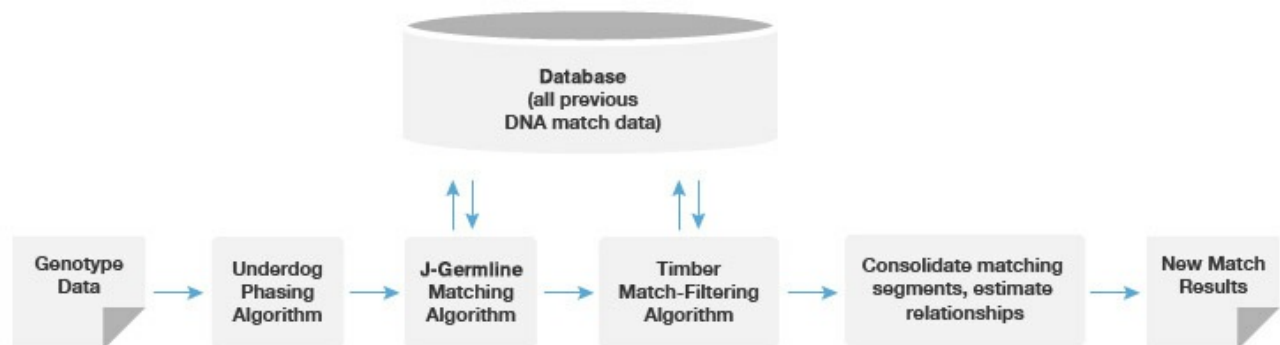 Database
(all previous
DNA match data)
Genotype
Data
Underdog
Phasing
Algorithm
J-Germline
Matching
Algorithm
Timber
Match-Filtering
Algorithm
Consolidate matching
segments, estimate
relationships
New Match
Results